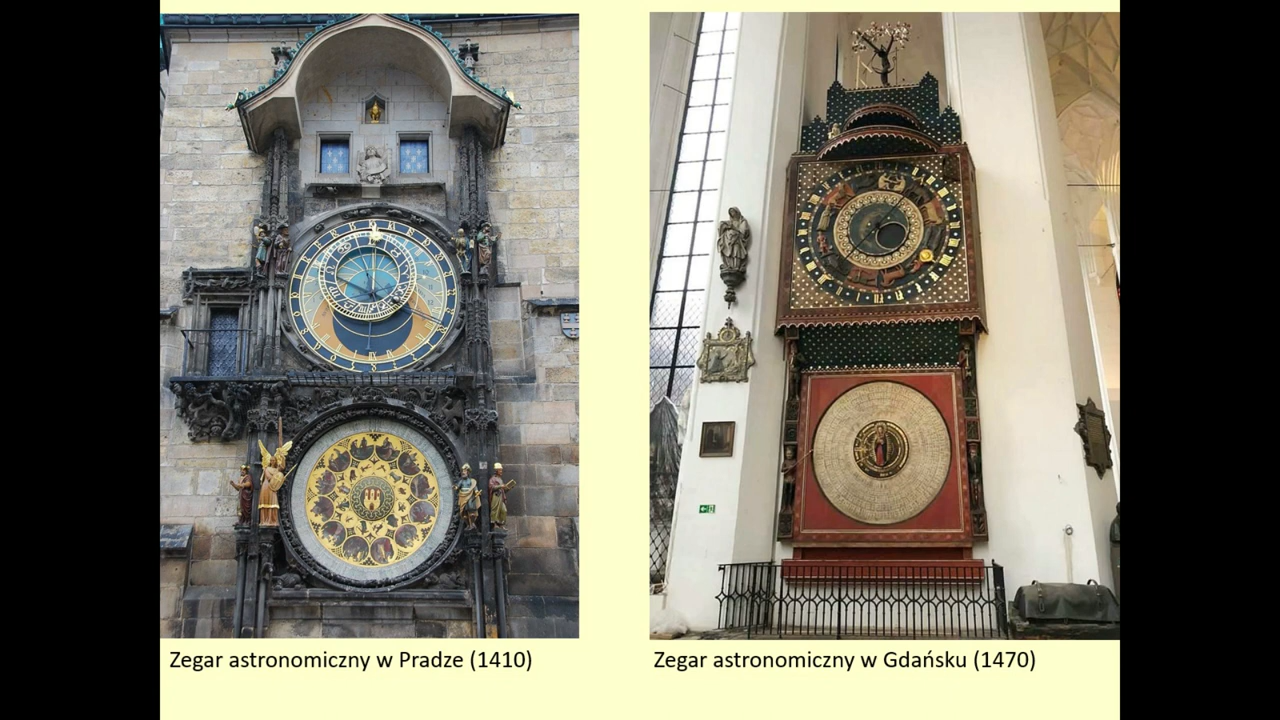 Zegar astronomiczny w Pradze (1410)
Zegar astronomiczny w Gdańsku (1470)